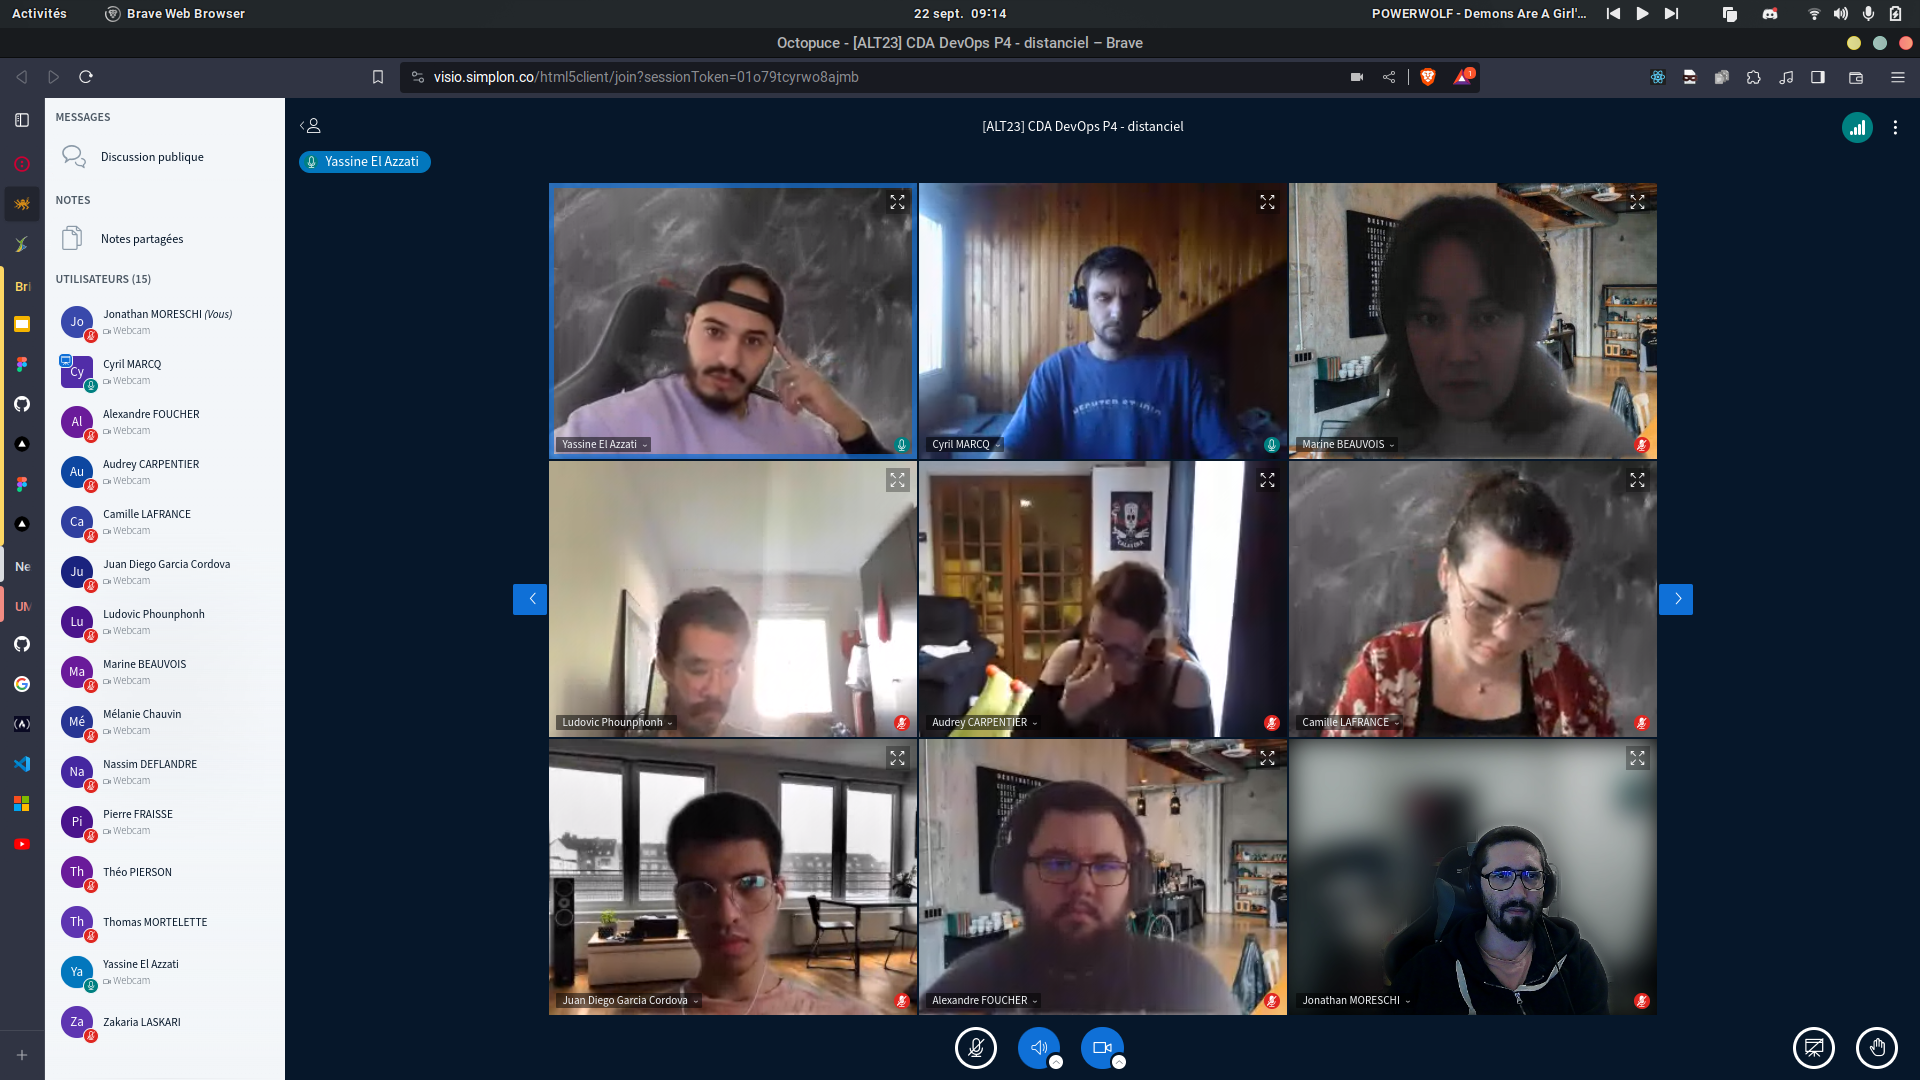 Activités
Brave Web Browser
22 sept. 09:14
POWERWOLF - Demons Are A Girl'...
Octopuce - [ALT23] CDA DevOps P4 - distanciel – Brave
visio.simplon.co/html5client/join?sessionToken=01o79tcyrwo8ajmb
1
Bri
Ne
UM
MESSAGES
Discussion publique
NOTES
Notes partagées
UTILISATEURS (15)
Jo
Jonathan MORESCHI (Vous)
Webcam
Cy
Cyril MARCQ
Webcam
Al
Alexandre FOUCHER
Webcam
Au
Audrey CARPENTIER
Webcam
Ca
Camille LAFRANCE
Webcam
Ju
Juan Diego Garcia Cordova
Webcam
Lu
Ludovic Phounphonh
Webcam
Ma
Marine BEAUVOIS
Webcam
Mé
Mélanie Chauvin
Webcam
Na
Nassim DEFLANDRE
Webcam
Pi
Pierre FRAISSE
Webcam
Th
Théo PIERSON
Th
Thomas MORTELETTE
Ya
Yassine El Azzati
Webcam
Za
Zakaria LASKARI
[ALT23] CDA DevOps P4 - distanciel
Yassine El Azzati
Yassine El Azzati
Cyril MARCQ
Marine BEAUVOIS
Ludovic Phounphonh
Audrey CARPENTIER
Camille LAFRANCE
DESTINATION
Juan Diego Garcia Cordova
Alexandre FOUCHER
Jonathan MORESCHI